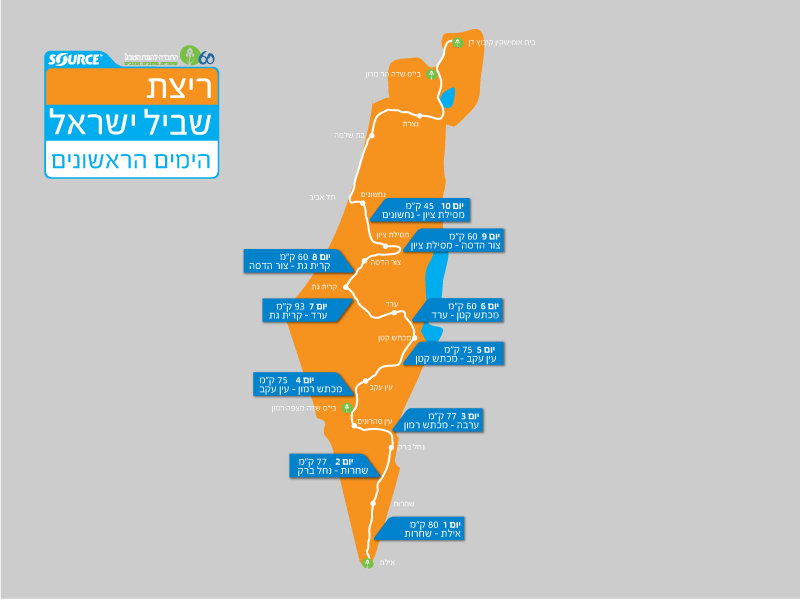 SOURCE™
החברה להגנת הטבע
60
ריצת
שביל ישראל
הימים הראשונים
בית אוסישקין קיבוץ דן
בי״ס שדה הר מרון
נצרת
בת שלמה
תל אביב
נחשונים
יום 10 45 ק״מ
מסילת ציון - נחשונים
מסילת ציון
יום 9 60 ק״מ
צור הדסה - מסילת ציון
יום 8 60 ק״מ
קרית גת - צור הדסה
צור הדסה
קרית גת
יום 7 93 ק״מ
ערד - קרית גת
ערד
יום 6 60 ק״מ
מכתש קטן - ערד
מכתש קטן
יום 5 75 ק״מ
עין עקב - מכתש קטן
יום 4 75 ק״מ
מכתש רמון - עין עקב
עין עקב
בי״ס שדה מצפה רמון
יום 3 77 ק״מ
ערבה - מכתש רמון
עין סהרונים
נחל ברק
יום 2 77 ק״מ
שחרות - נחל ברק
שחרות
יום 1 80 ק״מ
אילת - שחרות
אילת